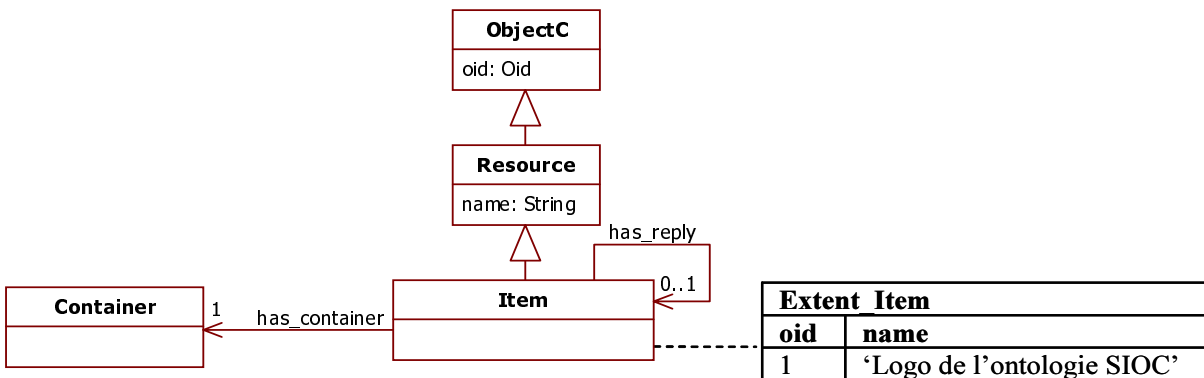 ObjectC
oid: Oid
Resource
name: String
has_reply
0..1
Item
Container
1
has_container
Extent_Item
oid name
1 ‘Logo de l’ontologie SIOC’